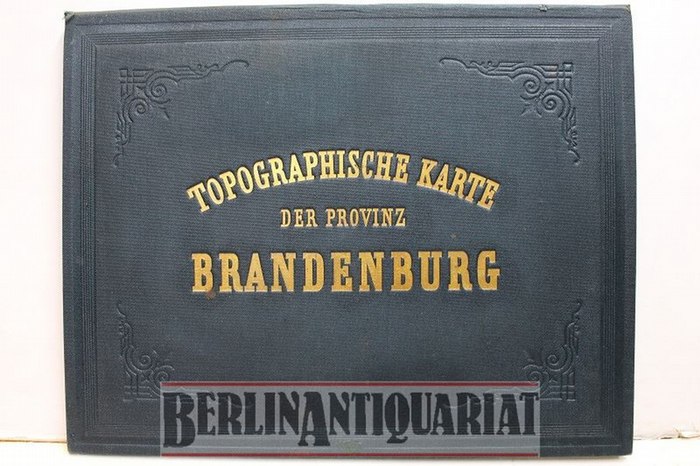 TOPOGRAPHISCHE KARTE
DER PROVINZ
BRANDENBURG
BERLINANTIQUARIAT